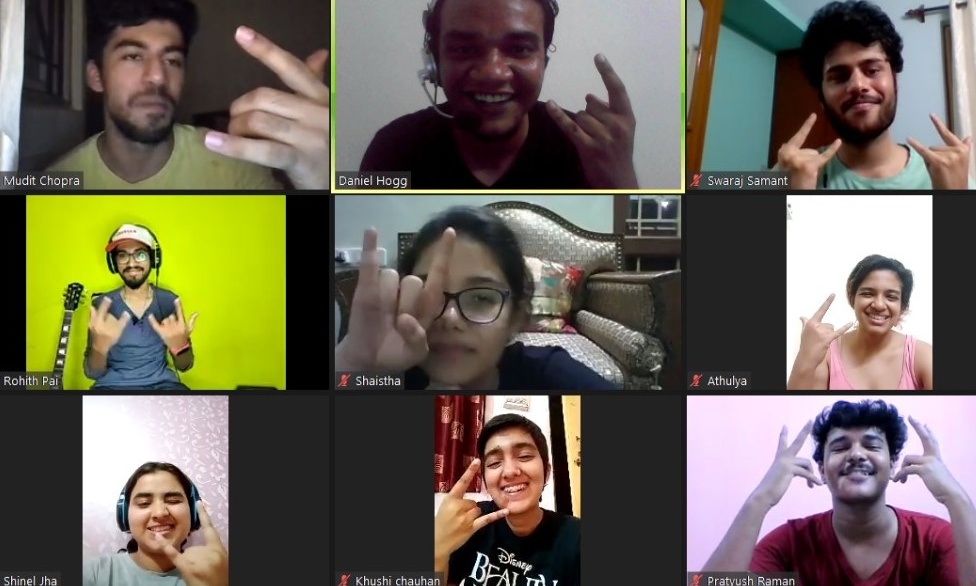 Mudit Chopra
Daniel Hogg
Swaraj Samant
Rohith Pai
Shaistha
Athulya
Shinel Jha
Khushi chauhan
Disney
Pratyush Raman